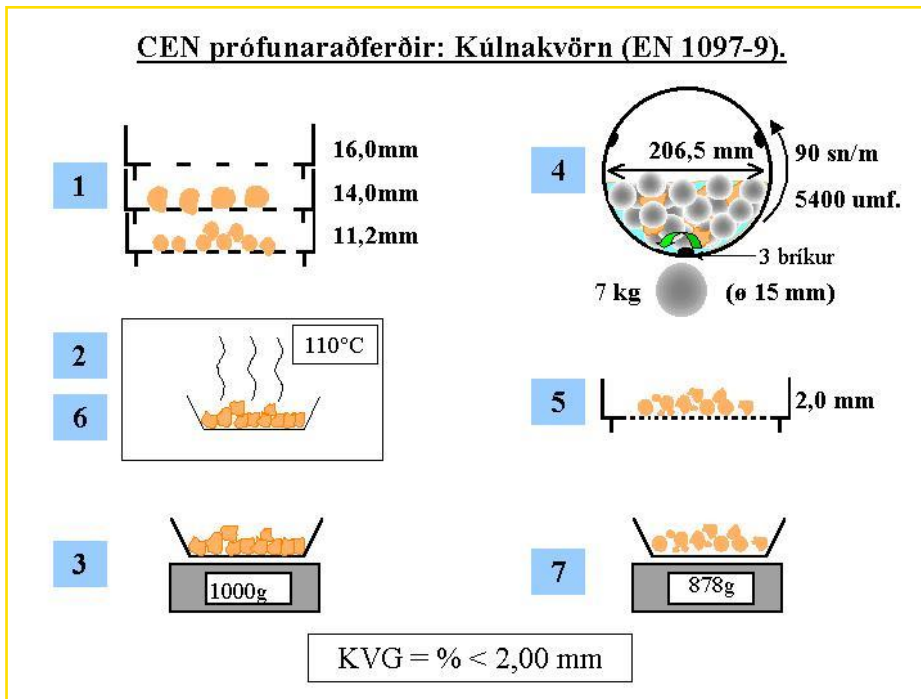 CEN prófunaraðferðir: Kúlnakvörn (EN 1097-9).
1
16,0mm
14,0mm
11,2mm
2
6
110°C
3
1000g
4
206,5 mm
90 sn/m
5400 umf.
3 bríkur
7 kg
(ø 15 mm)
5
2,0 mm
7
878g
KVG = % < 2,00 mm